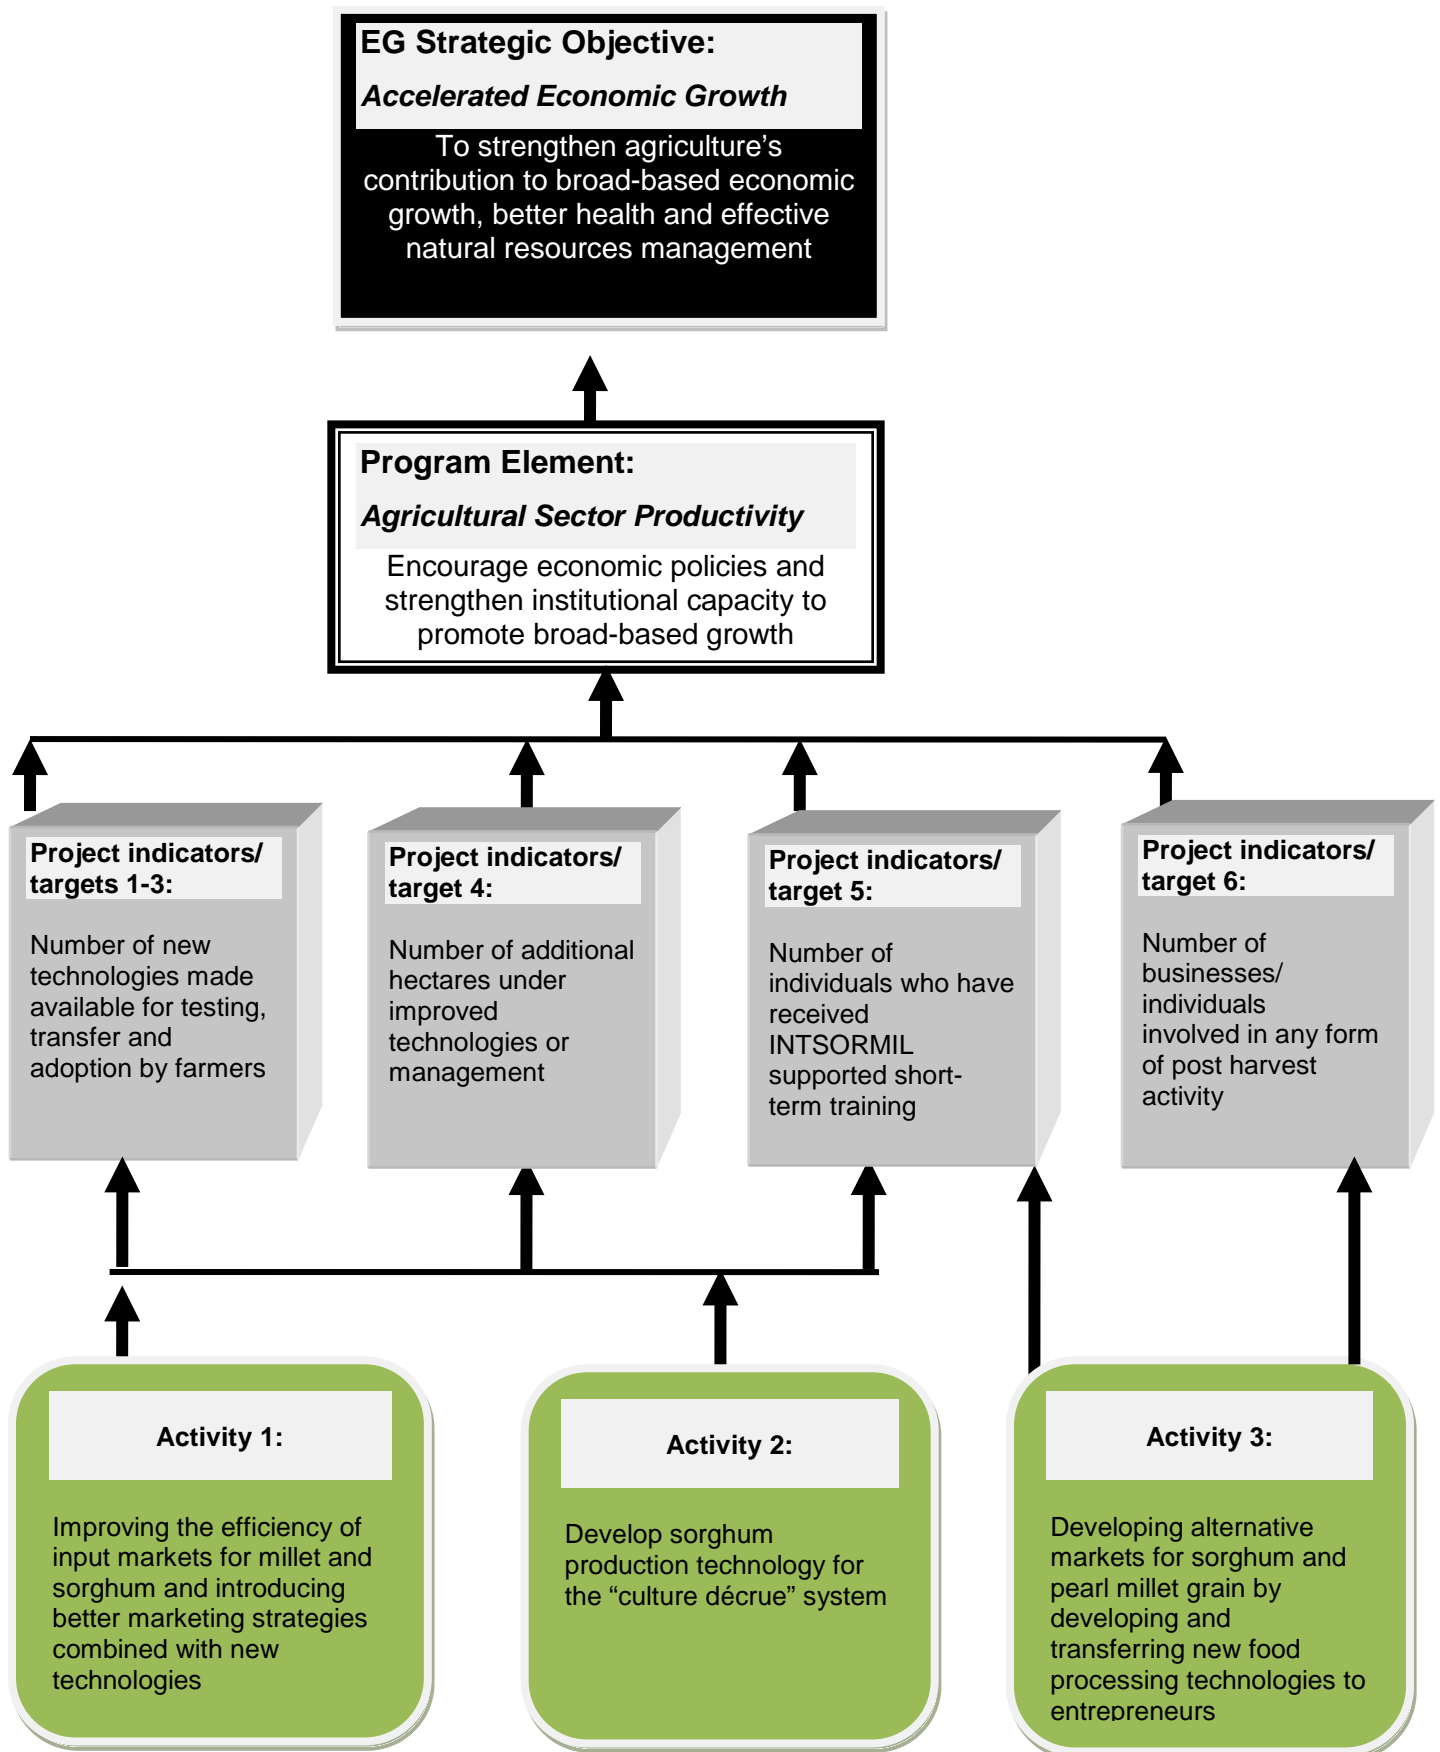 EG Strategic Objective:
Accelerated Economic Growth
To strengthen agriculture's
contribution to broad-based economic
growth, better health and effective
natural resources management
Program Element:
Agricultural Sector Productivity
Encourage economic policies and
strengthen institutional capacity to
promote broad-based growth
Project indicators/
targets 1-3:
Number of new
technologies made
available for testing,
transfer and
adoption by farmers
Project indicators/
target 4:
Number of additional
hectares under
improved
technologies or
management
Project indicators/
target 5:
Number of
individuals who have
received
INTSORMIL
supported short-
term training
Project indicators/
target 6:
Number of
businesses/
individuals
involved in any form
of post harvest
activity
Activity 1:
Improving the efficiency of
input markets for millet and
sorghum and introducing
better marketing strategies
combined with new
technologies
Activity 2:
Develop sorghum
production technology for
the “culture décrue” system
Activity 3:
Developing alternative
markets for sorghum and
pearl millet grain by
developing and
transferring new food
processing technologies to
entrepreneurs